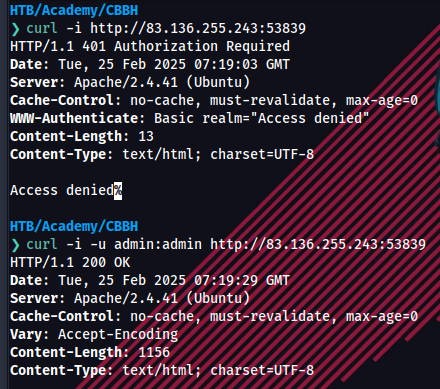 HTB/Academy/CBBH
❯ curl -i http://83.136.255.243:53839
HTTP/1.1 401 Authorization Required
Date: Tue, 25 Feb 2025 07:19:03 GMT
Server: Apache/2.4.41 (Ubuntu)
Cache-Control: no-cache, must-revalidate, max-age=0
WWW-Authenticate: Basic realm="Access denied"
Content-Length: 13
Content-Type: text/html; charset=UTF-8
Access denied%
HTB/Academy/CBBH
❯ curl -i -u admin:admin http://83.136.255.243:53839
HTTP/1.1 200 OK
Date: Tue, 25 Feb 2025 07:19:29 GMT
Server: Apache/2.4.41 (Ubuntu)
Cache-Control: no-cache, must-revalidate, max-age=0
Vary: Accept-Encoding
Content-Length: 1156
Content-Type: text/html; charset=UTF-8